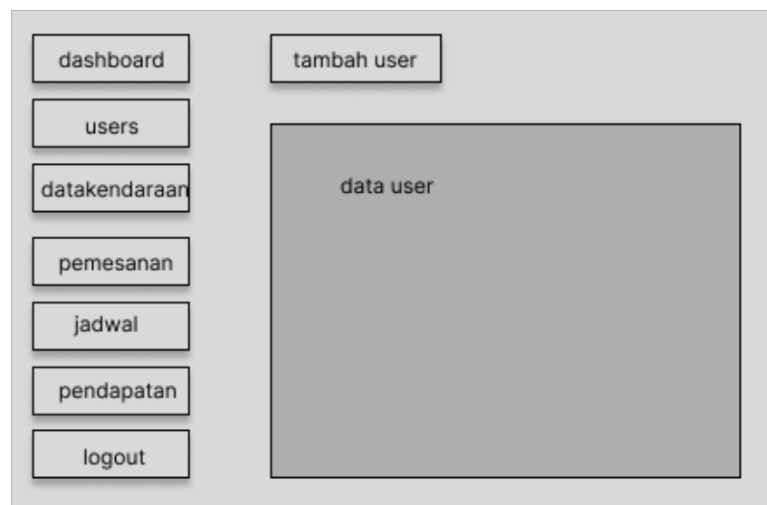 dashboard
users
datakendaraan
pemesanan
jadwal
pendapatan
logout
tambah user
data user